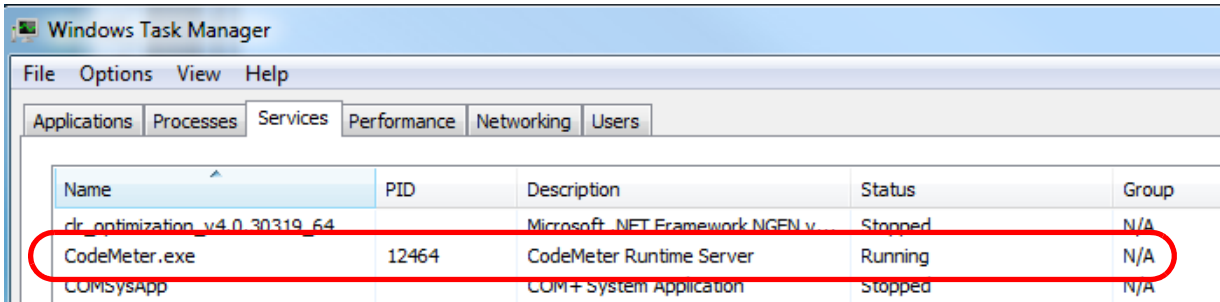 Windows Task Manager
File Options View Help
Applications Processes Services Performance Networking Users
Name PID Description Status Group
clr_optimization_v4.0.30319_64 Microsoft .NET Framework NGEN v... Stopped N/A
CodeMeter.exe 12464 CodeMeter Runtime Server Running N/A
COMSysApp COM+ System Application Stopped N/A